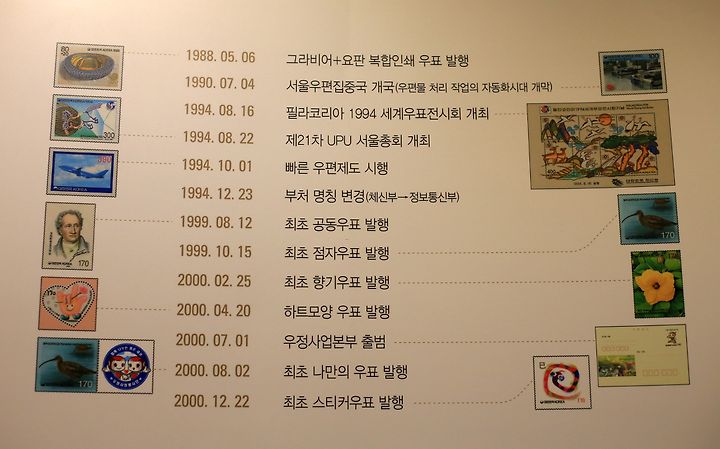 1988. 05. 06 그라비어+요판 복합인쇄 우표 발행
1990. 07. 04 서울우편집중국 개국(우편물 처리 작업의 자동화시대 개막)
1994. 08. 16 필라코리아 1994 세계우표전시회 개최
1994. 08. 22 제21차 UPU 서울총회 개최
1994. 10. 01 빠른 우편제도 시행
1994. 12. 23 부처 명칭 변경(체신부→정보통신부)
1999. 08. 12 최초 공동우표 발행
1999. 10. 15 최초 점자우표 발행
2000. 02. 25 최초 향기우표 발행
2000. 04. 20 하트모양 우표 발행
2000. 07. 01 우정사업본부 출범
2000. 08. 02 최초 나만의 우표 발행
2000. 12. 22 최초 스티커우표 발행
80
100
300
390
400
170
170
170
170